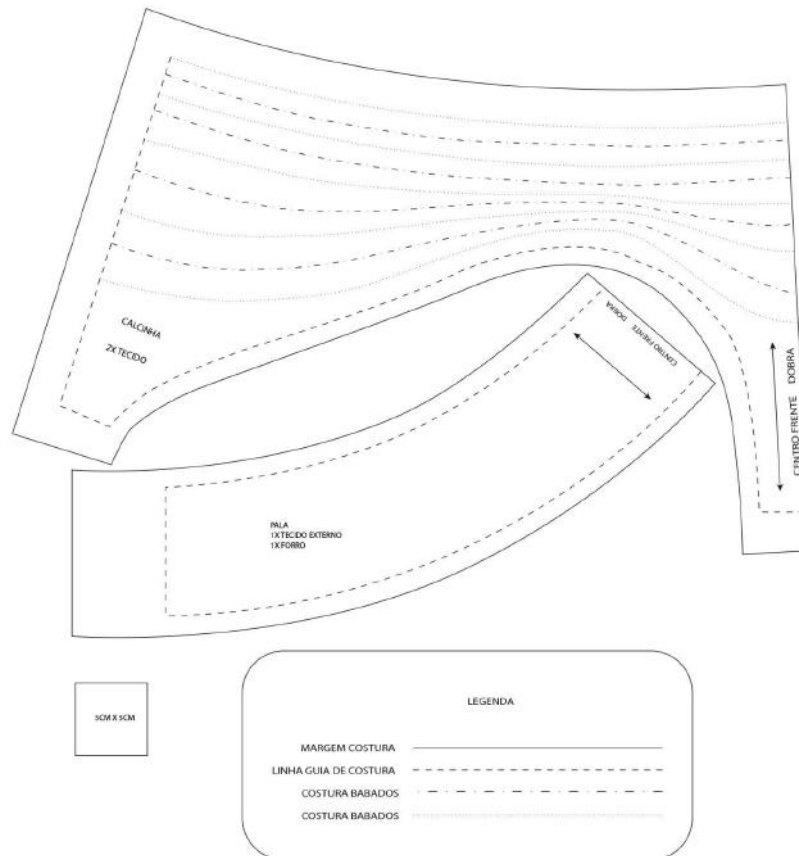 CALCINHA
2X TECIDO
CENTRO FRENTE DOBRA
CENTRO FRENTE DOBRA
PALA
1X TECIDO EXTERNO
1X FORRO
5CM X 5CM
LEGENDA
MARGEM COSTURA
LINHA GUIA DE COSTURA
COSTURA BABADOS
COSTURA BABADOS